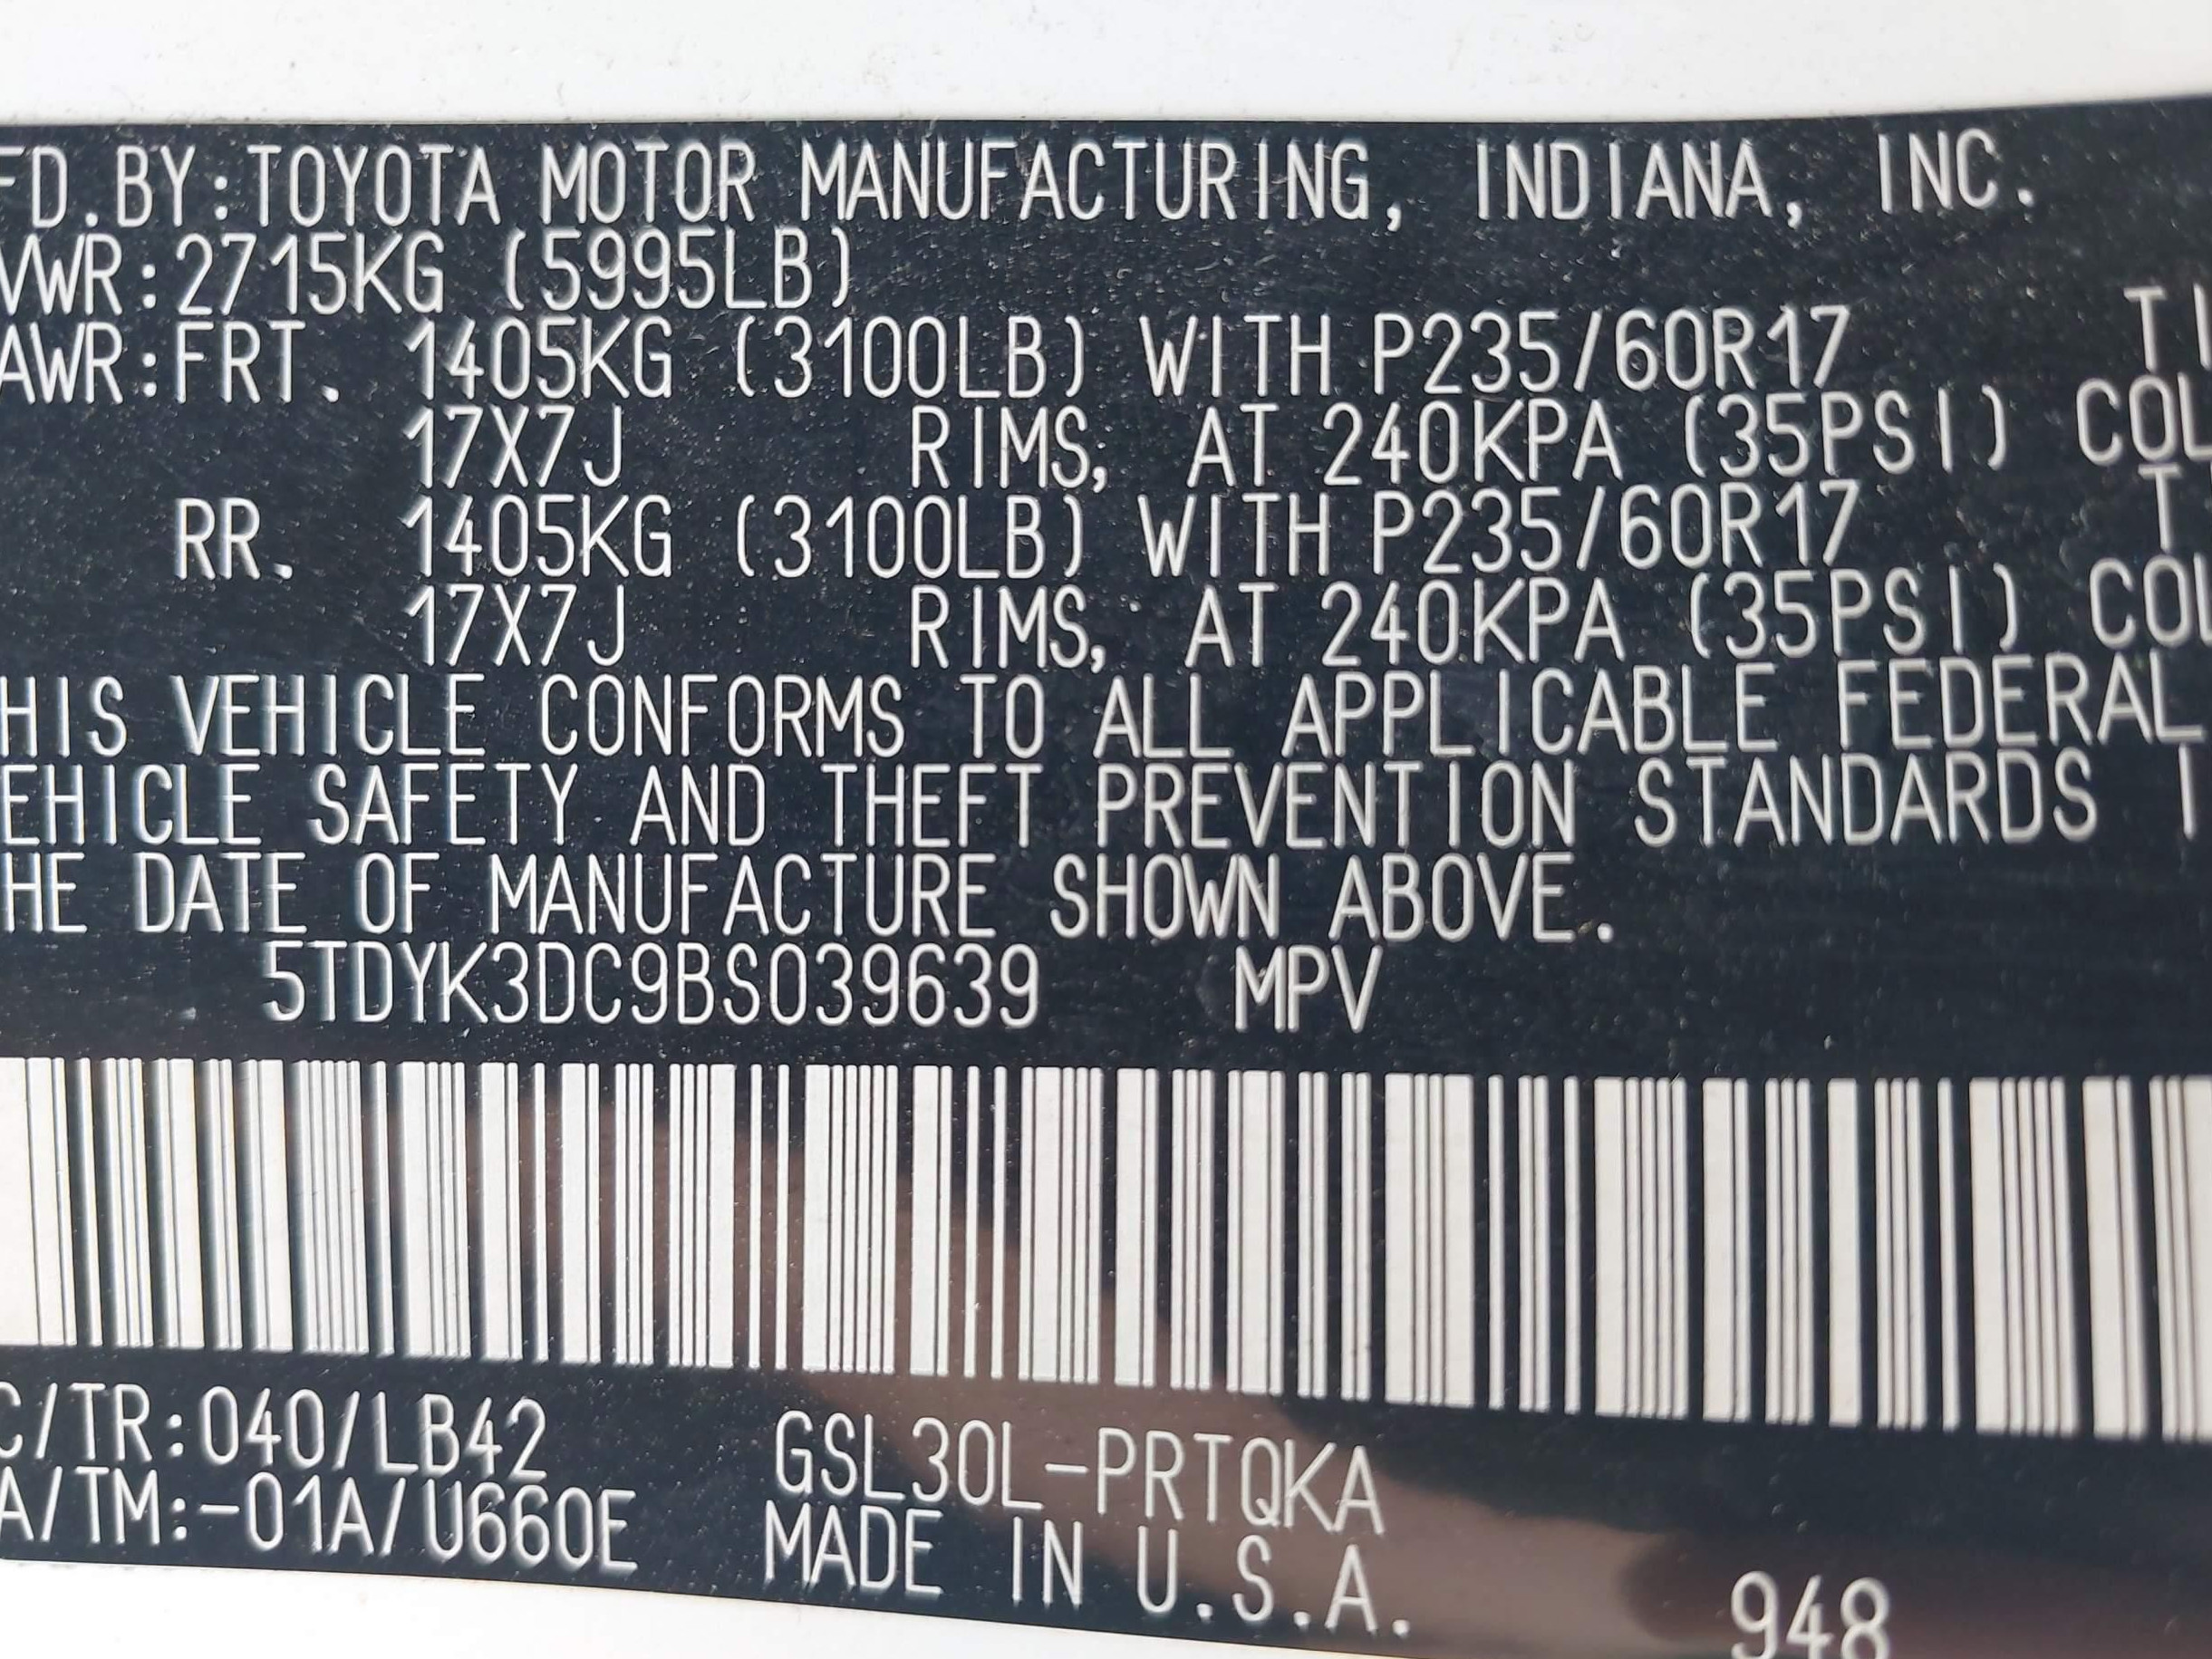 FD.BY:TOYOTA MOTOR MANUFACTURING, INDIANA, INC.
VWR:2715KG (5995LB)
AWR:FRT. 1405KG (3100LB) WITH P235/60R17 TI
17X7J RIMS, AT 240KPA (35PSI) COL
RR. 1405KG (3100LB) WITH P235/60R17 T
17X7J RIMS, AT 240KPA (35PSI) COL
HIS VEHICLE CONFORMS TO ALL APPLICABLE FEDERAL
EHICLE SAFETY AND THEFT PREVENTION STANDARDS I
HE DATE OF MANUFACTURE SHOWN ABOVE.
5TDYK3DC9BS039639 MPV
C/TR:040/LB42 GSL30L-PRTQKA
A/TM:-01A/U660E MADE IN U.S.A.
948